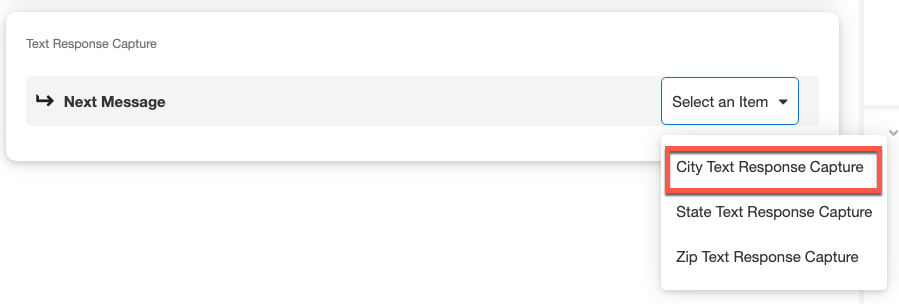 Text Response Capture
Next Message
Select an Item
City Text Response Capture
State Text Response Capture
Zip Text Response Capture